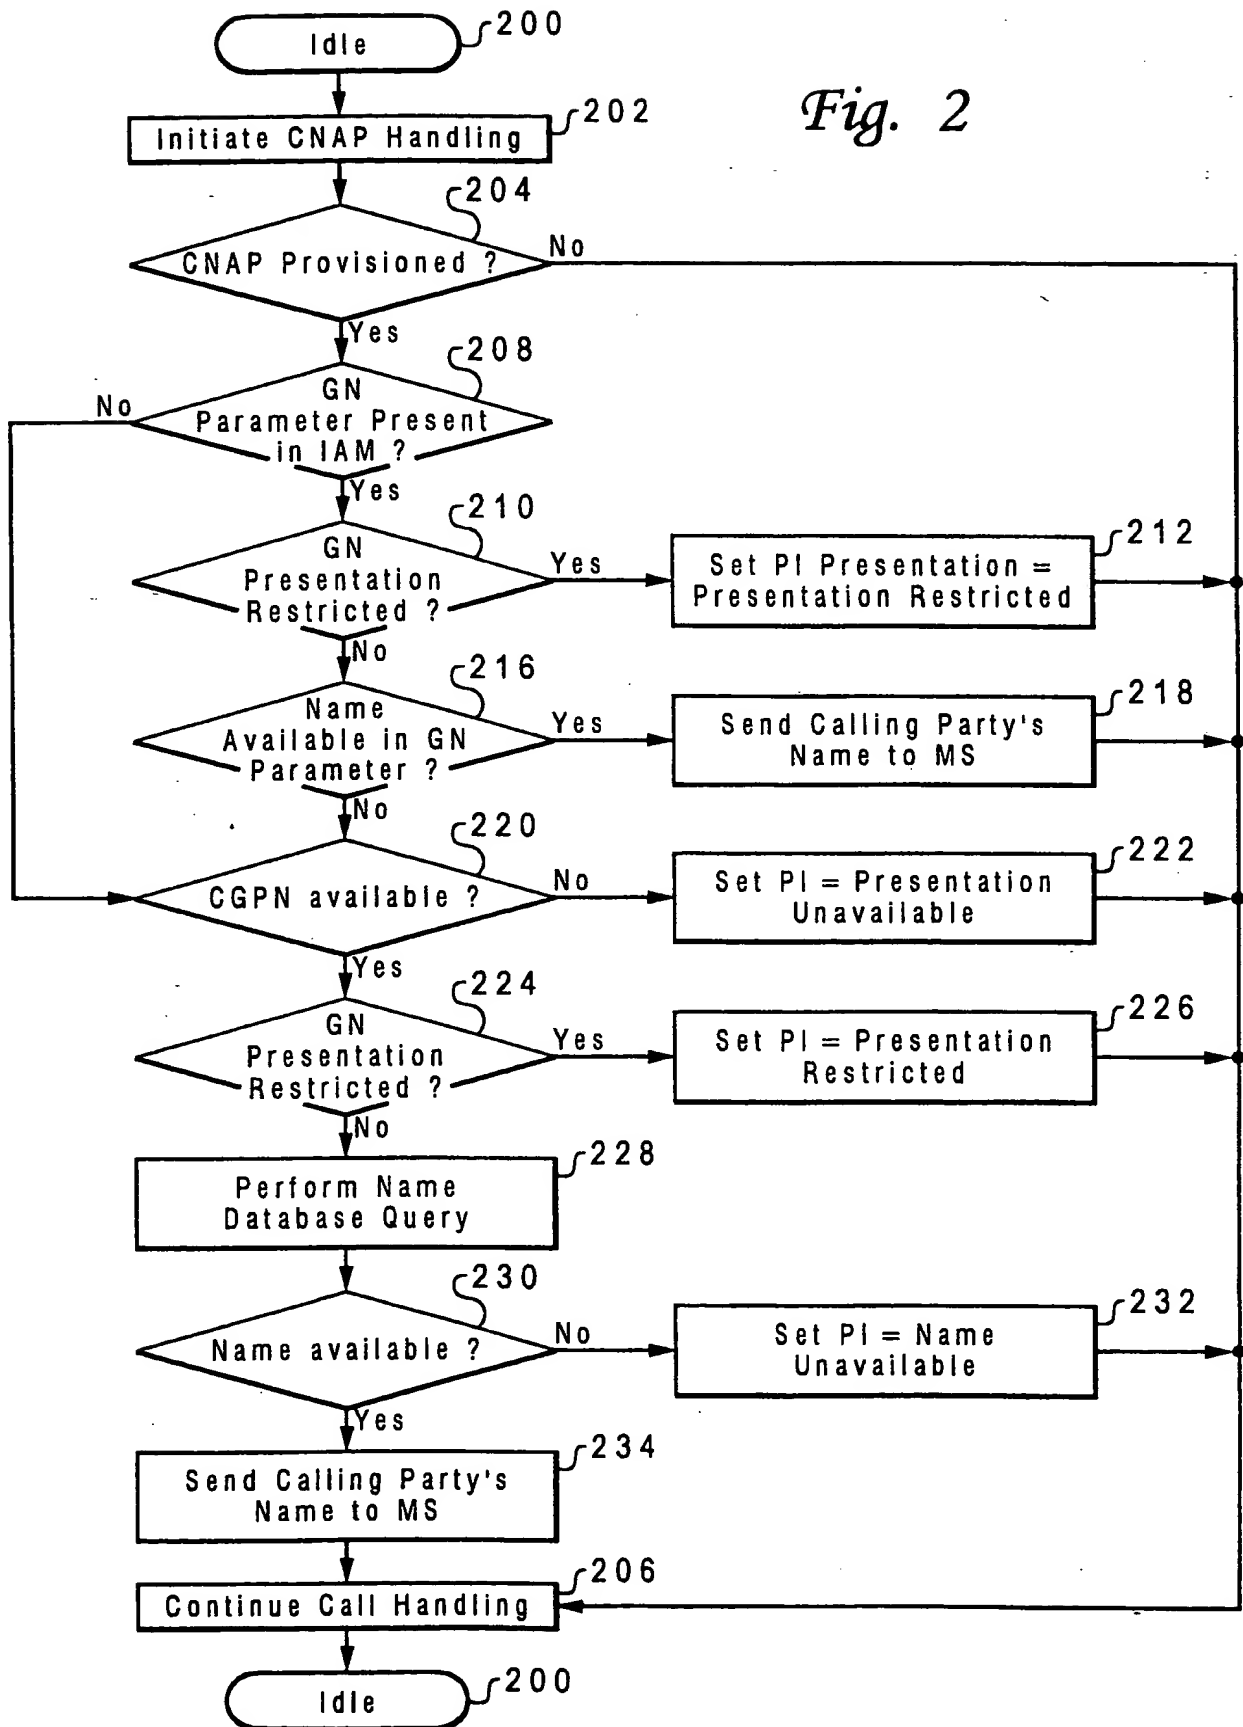 Idle
200
Fig. 2
Initiate CNAP Handling
202
204
CNAP Provisioned ?
No
Yes
208
GN
Parameter Present
in IAM ?
No
Yes
210
GN
Presentation
Restricted ?
Yes
Set PI Presentation =
Presentation Restricted
212
No
216
Name
Available in GN
Parameter ?
Yes
Send Calling Party's
Name to MS
218
No
220
CGPN available ?
No
Set PI = Presentation
Unavailable
222
Yes
224
GN
Presentation
Restricted ?
Yes
Set PI = Presentation
Restricted
226
No
228
Perform Name
Database Query
230
Name available ?
No
Set PI = Name
Unavailable
232
Yes
234
Send Calling Party's
Name to MS
206
Continue Call Handling
Idle
200